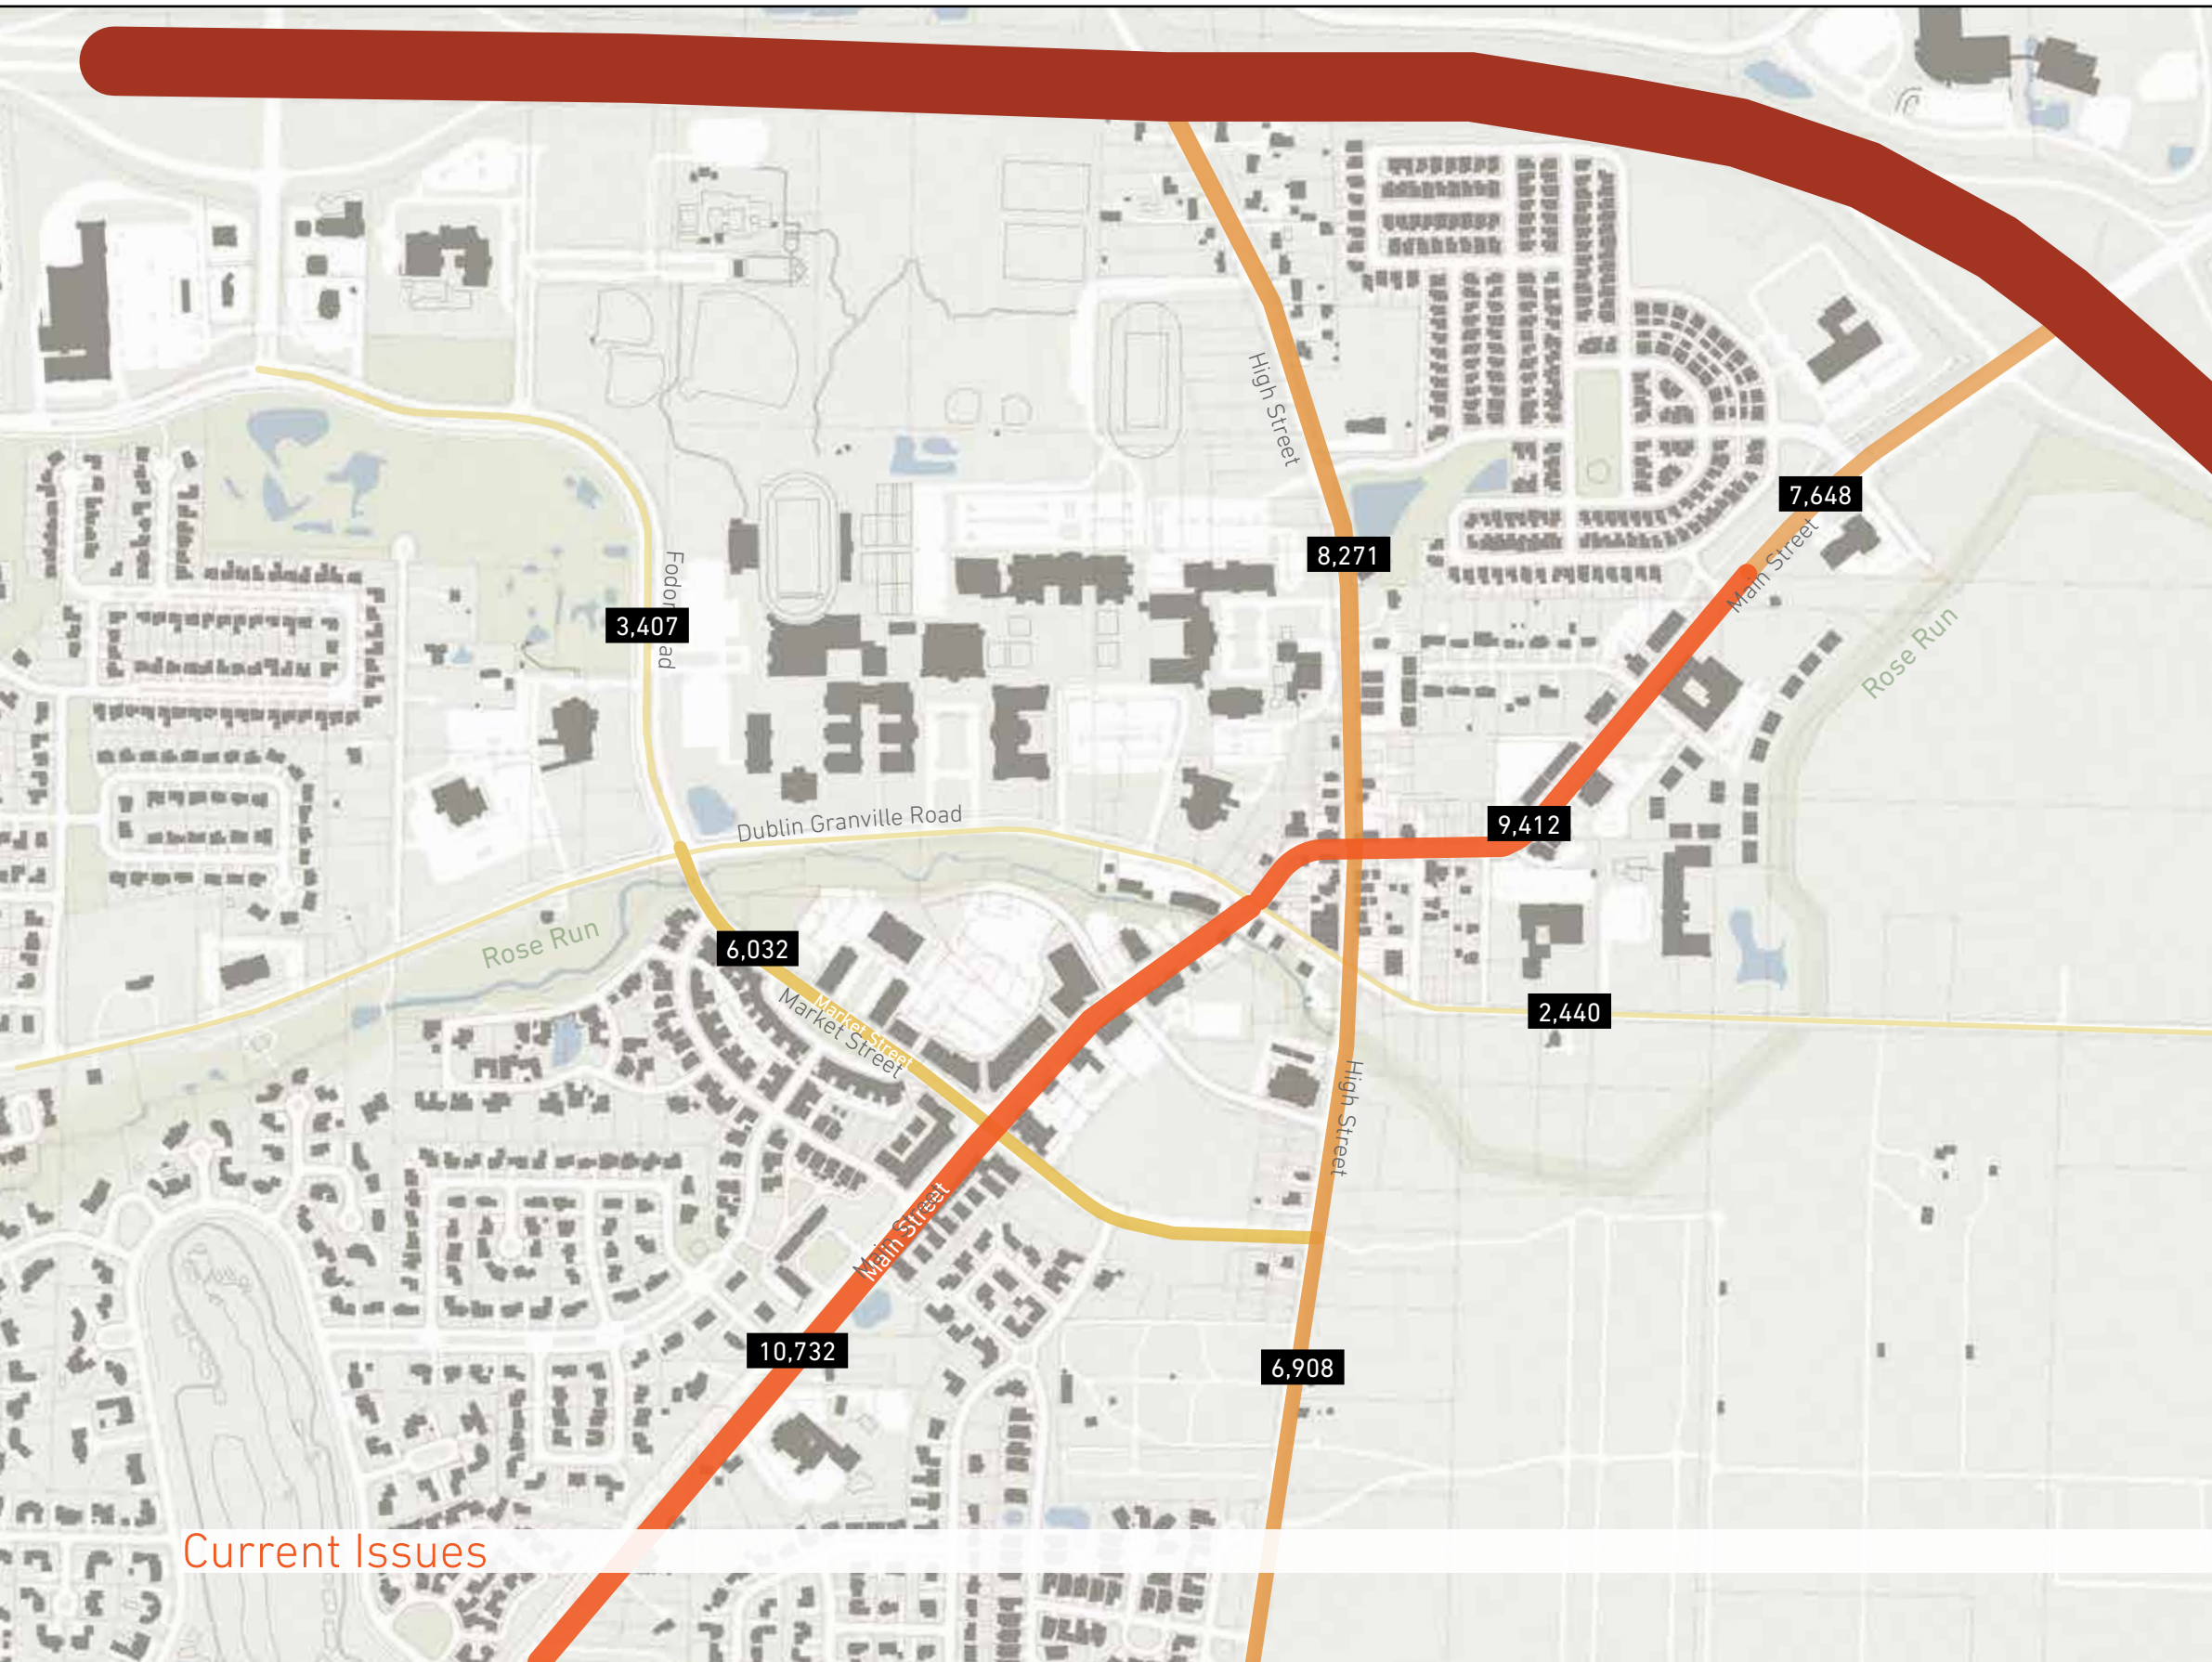 High Street
7,648
Main Street
8,271
Fodor Road
3,407
Rose Run
Dublin Granville Road
9,412
Rose Run
6,032
Market Street
Market Street
2,440
High Street
Main Street
Main Street
10,732
6,908
Current Issues